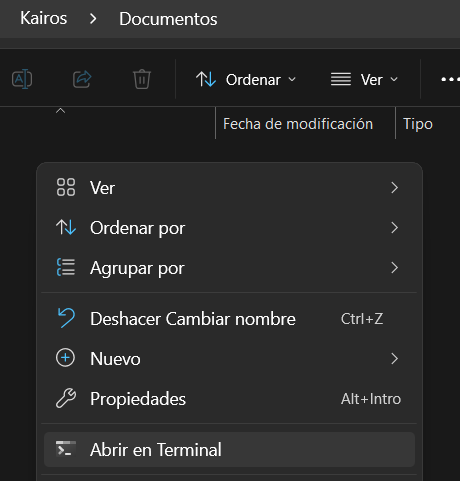 Kairos > Documentos
Ordenar Ver ...
Fecha de modificación Tipo
Ver
Ordenar por
Agrupar por
Deshacer Cambiar nombre Ctrl+Z
Nuevo
Propiedades Alt+Intro
Abrir en Terminal